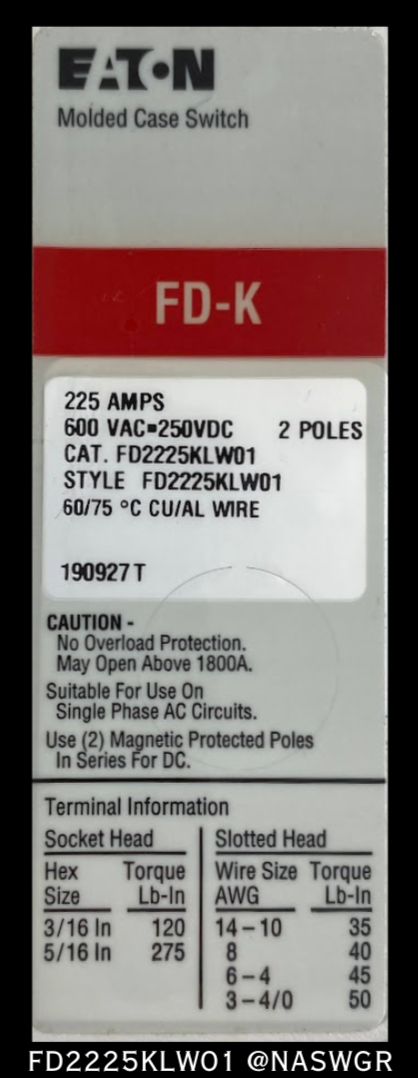 EATON
Molded Case Switch
FD-K
225 AMPS
600 VAC=250VDC 2 POLES
CAT. FD2225KLW01
STYLE FD2225KLW01
60/75 °C CU/AL WIRE
190927 T
CAUTION -
No Overload Protection.
May Open Above 1800A.
Suitable For Use On
Single Phase AC Circuits.
Use (2) Magnetic Protected Poles
In Series For DC.
Terminal Information
Socket Head
Hex Torque
Size Lb-In
3/16 In 120
5/16 In 275
Slotted Head
Wire Size Torque
AWG Lb-In
14-10 35
8 40
6-4 45
3-4/0 50
FD2225KLW01 @NASWGR